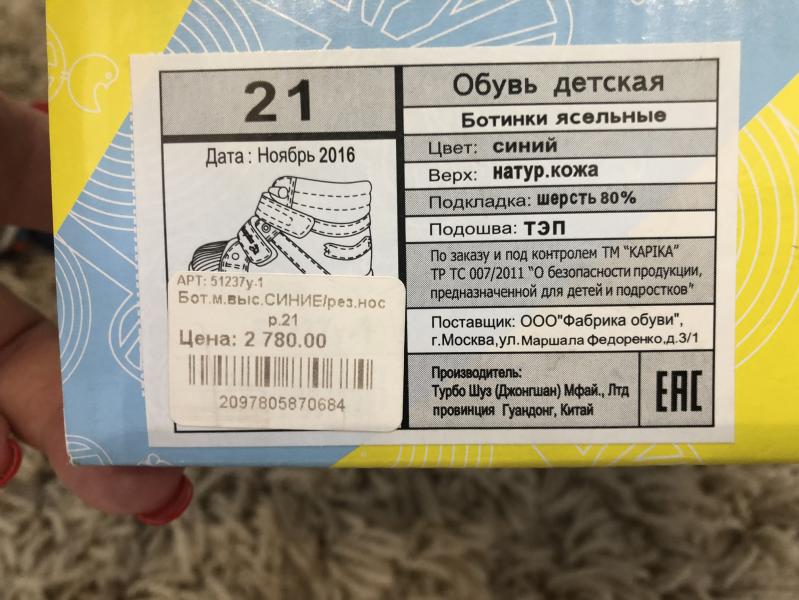 21
Дата : Ноябрь 2016
АРТ: 51237у-1
Бот.м.выс.СИНИЕ/рез.нос
р.21
Цена: 2 780.00
2097805870684
Обувь детская
Ботинки ясельные
Цвет: синий
Верх: натур.кожа
Подкладка: шерсть 80%
Подошва: ТЭП
По заказу и под контролем ТМ "KAPIKA"
ТР ТС 007/2011 "О безопасности продукции,
предназначенной для детей и подростков"
Поставщик: ООО"Фабрика обуви",
г.Москва,ул.Маршала Федоренко,д.3/1
Производитель:
Турбо Шуз (Джонгшан) Мфай., Лтд
провинция Гуандонг, Китай
ЕАС